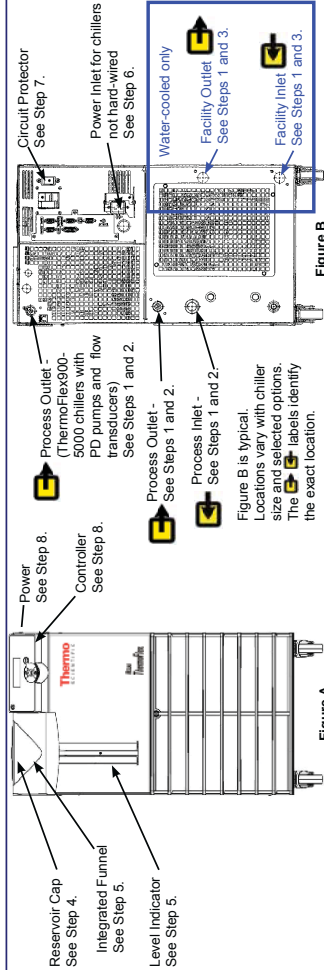 Reservoir Cap
See Step 4.
Integrated Funnel
See Step 5.
Level Indicator
See Step 5.
Power
See Step 8.
Controller
See Step 8.
Thermo
SCIENTIFIC
ThermoFlex
Figure A
Process Outlet -
(ThermoFlex900-
5000 chillers with
PD pumps and flow
transducers)
See Steps 1 and 2.
Process Outlet -
See Steps 1 and 2.
Process Inlet -
See Steps 1 and 2.
Figure B is typical.
Locations vary with chiller
size and selected options.
The labels identify
the exact location.
Circuit Protector
See Step 7.
Power Inlet for chillers
not hard-wired
See Step 6.
Water-cooled only
Facility Outlet
See Steps 1 and 3.
Facility Inlet
See Steps 1 and 3.
Figure B